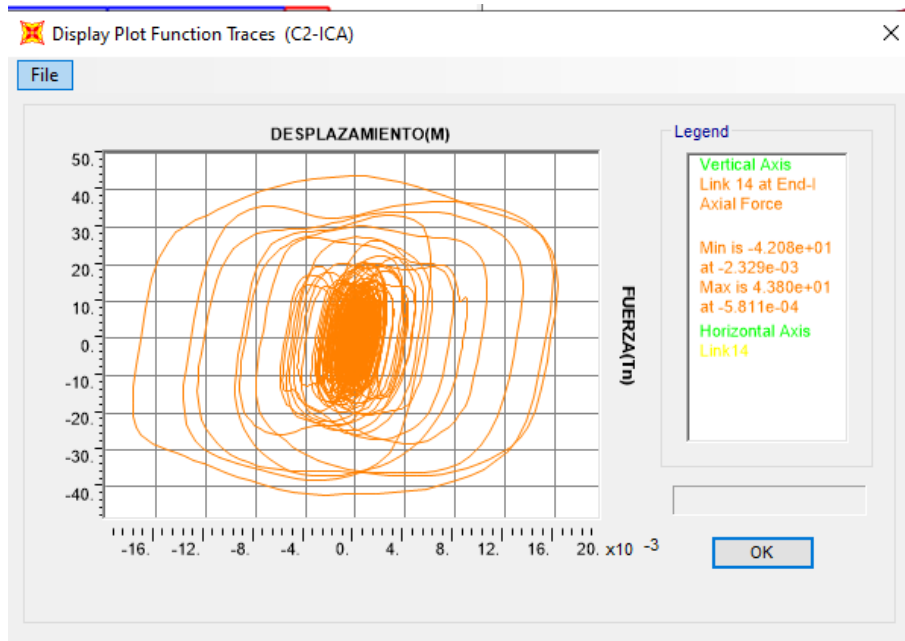 Display Plot Function Traces (C2-ICA)
File
DESPLAZAMIENTO(M)
50.
40.
30.
20.
10.
0.
-10.
-20.
-30.
-40.
-16. -12. -8. -4. 0. 4. 8. 12. 16. 20. x10 -3
FUERZA(Tn)
Legend
Vertical Axis
Link 14 at End-I
Axial Force
Min is -4.208e+01
at -2.329e-03
Max is 4.380e+01
at -5.811e-04
Horizontal Axis
Link14
OK